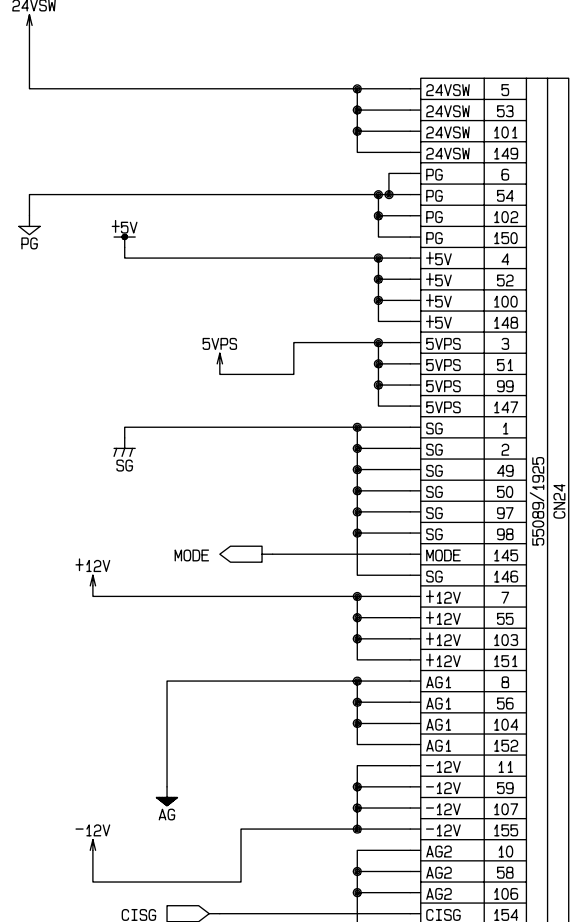 24VSW
24VSW 5
24VSW 53
24VSW 101
24VSW 149
PG 6
PG 54
PG 102
PG 150
PG
+5V
+5V 4
+5V 52
+5V 100
+5V 148
5VPS
5VPS 3
5VPS 51
5VPS 99
5VPS 147
SG 1
SG 2
SG
SG 49
SG 50
SG 97
SG 98
55089/1925
CN24
MODE
MODE 145
SG 146
+12V
+12V 7
+12V 55
+12V 103
+12V 151
AG1 8
AG1 56
AG1 104
AG1 152
-12V 11
-12V 59
-12V 107
AG
-12V
-12V 155
AG2 10
AG2 58
AG2 106
CISG
CISG 154